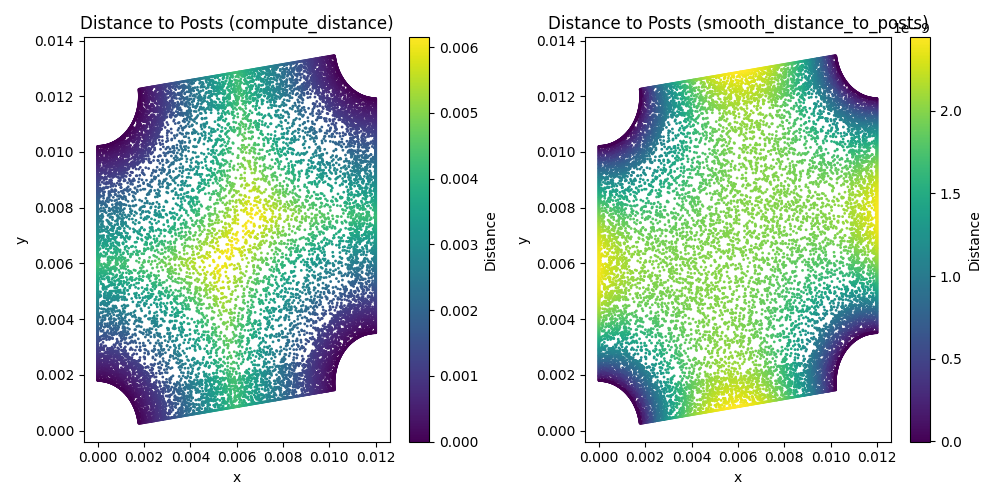 Distance to Posts (compute_distance)
0.014
0.012
0.010
0.008
0.006
0.004
0.002
0.000
y
0.000 0.002 0.004 0.006 0.008 0.010 0.012
x
0.006
0.005
0.004
0.003
0.002
0.001
0.000
Distance
Distance to Posts (smooth_distance_to_posts)
1e−9
0.014
0.012
0.010
0.008
0.006
0.004
0.002
0.000
y
0.000 0.002 0.004 0.006 0.008 0.010 0.012
x
2.0
1.5
1.0
0.5
0.0
Distance